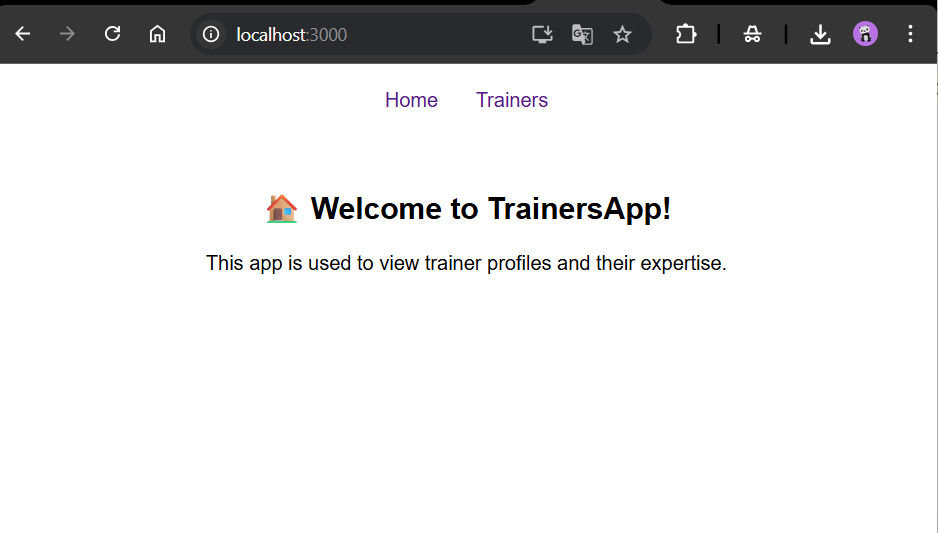 localhost:3000
Home Trainers
🏠 Welcome to TrainersApp!
This app is used to view trainer profiles and their expertise.